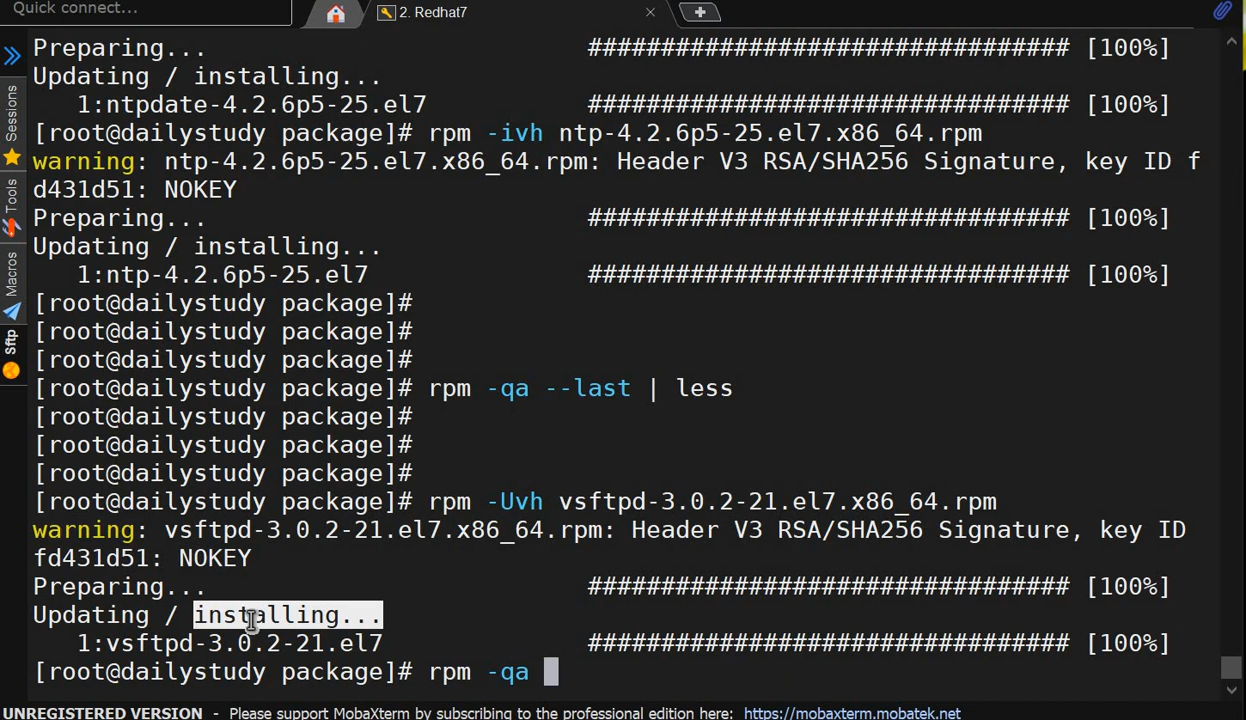 Quick connect...
2. Redhat7
Sessions
Tools
Macros
Sftp
Preparing... ################################# [100%]
Updating / installing...
1:ntpdate-4.2.6p5-25.el7 ################################# [100%]
[root@dailystudy package]# rpm -ivh ntp-4.2.6p5-25.el7.x86_64.rpm
warning: ntp-4.2.6p5-25.el7.x86_64.rpm: Header V3 RSA/SHA256 Signature, key ID f
d431d51: NOKEY
Preparing... ################################# [100%]
Updating / installing...
1:ntp-4.2.6p5-25.el7 ################################# [100%]
[root@dailystudy package]#
[root@dailystudy package]#
[root@dailystudy package]#
[root@dailystudy package]# rpm -qa --last | less
[root@dailystudy package]#
[root@dailystudy package]#
[root@dailystudy package]#
[root@dailystudy package]# rpm -Uvh vsftpd-3.0.2-21.el7.x86_64.rpm
warning: vsftpd-3.0.2-21.el7.x86_64.rpm: Header V3 RSA/SHA256 Signature, key ID
fd431d51: NOKEY
Preparing... ################################# [100%]
Updating / installing...
1:vsftpd-3.0.2-21.el7 ################################# [100%]
[root@dailystudy package]# rpm -qa
UNREGISTERED VERSION - Please support MobaXterm by subscribing to the professional edition here: https://mobaxterm.mobatek.net